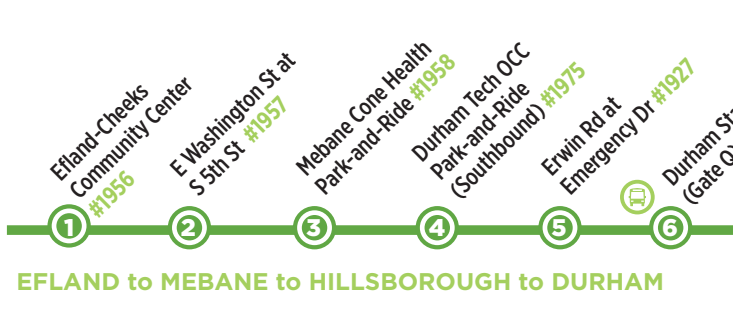 Efland-Cheeks
Community Center
#1956
E Washington St at
S 5th St #1957
Mebane Cone Health
Park-and-Ride #1958
Durham Tech OCC
Park-and-Ride
(Southbound) #1975
Erwin Rd at
Emergency Dr #1927
Durham
(Gate
1
2
3
4
5
6
EFLAND to MEBANE to HILLSBOROUGH to DURHAM